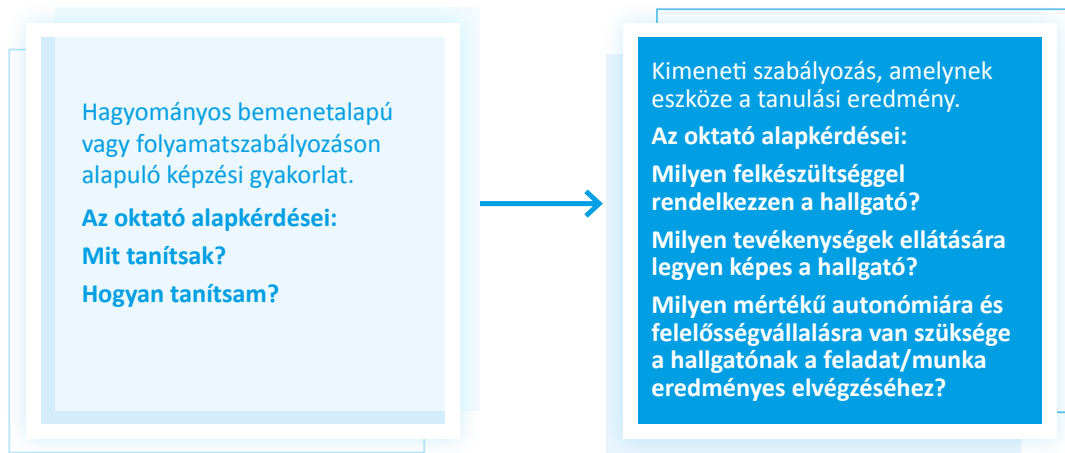 Hagyományos bemenetalapú
vagy folyamatszabályozáson
alapuló képzési gyakorlat.
Az oktató alapkérdései:
Mit tanítsak?
Hogyan tanítsam?
Kimeneti szabályozás, amelynek
eszköze a tanulási eredmény.
Az oktató alapkérdései:
Milyen felkészültséggel
rendelkezzen a hallgató?
Milyen tevékenységek ellátására
legyen képes a hallgató?
Milyen mértékű autonómiára és
felelősségvállalásra van szüksége
a hallgatónak a feladat/munka
eredményes elvégzéséhez?